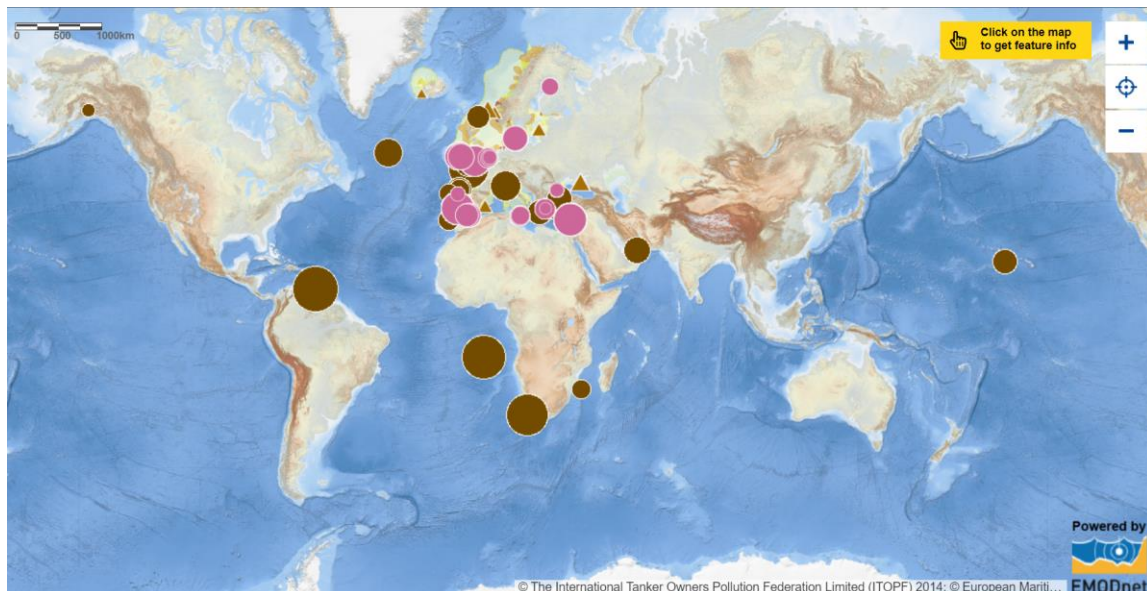 0 500 1000km
Click on the map
to get feature info
+
−
Powered by
EMODnet
© The International Tanker Owners Pollution Federation Limited (ITOPF) 2014; © European Mariti...